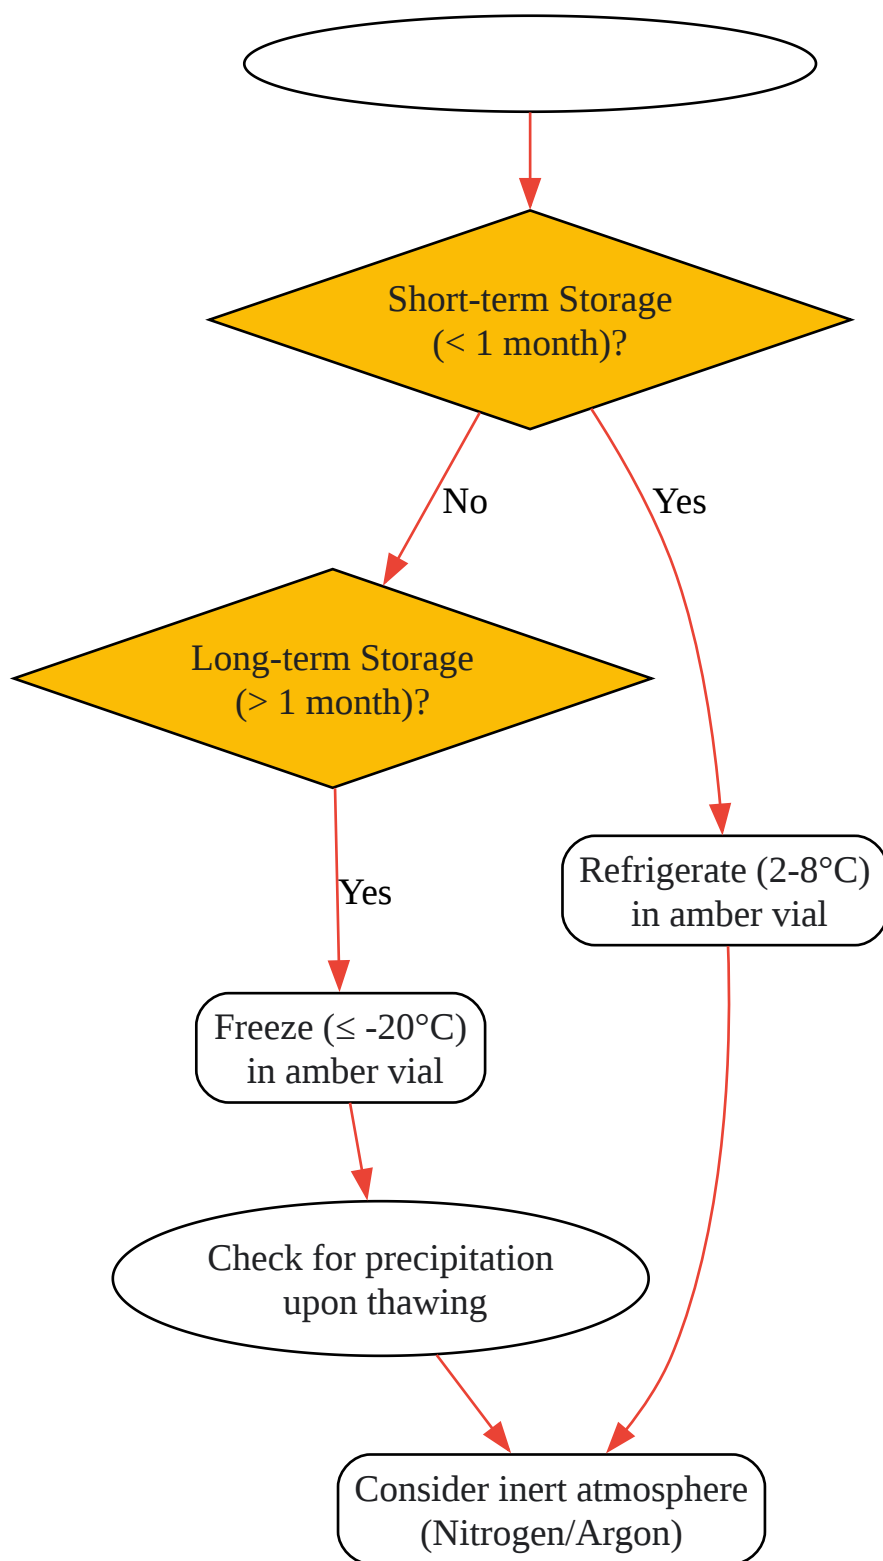 Short-term Storage
(< 1 month)?
No
Yes
Long-term Storage
(> 1 month)?
Yes
Refrigerate (2-8°C)
in amber vial
Freeze (≤ -20°C)
in amber vial
Check for precipitation
upon thawing
Consider inert atmosphere
(Nitrogen/Argon)